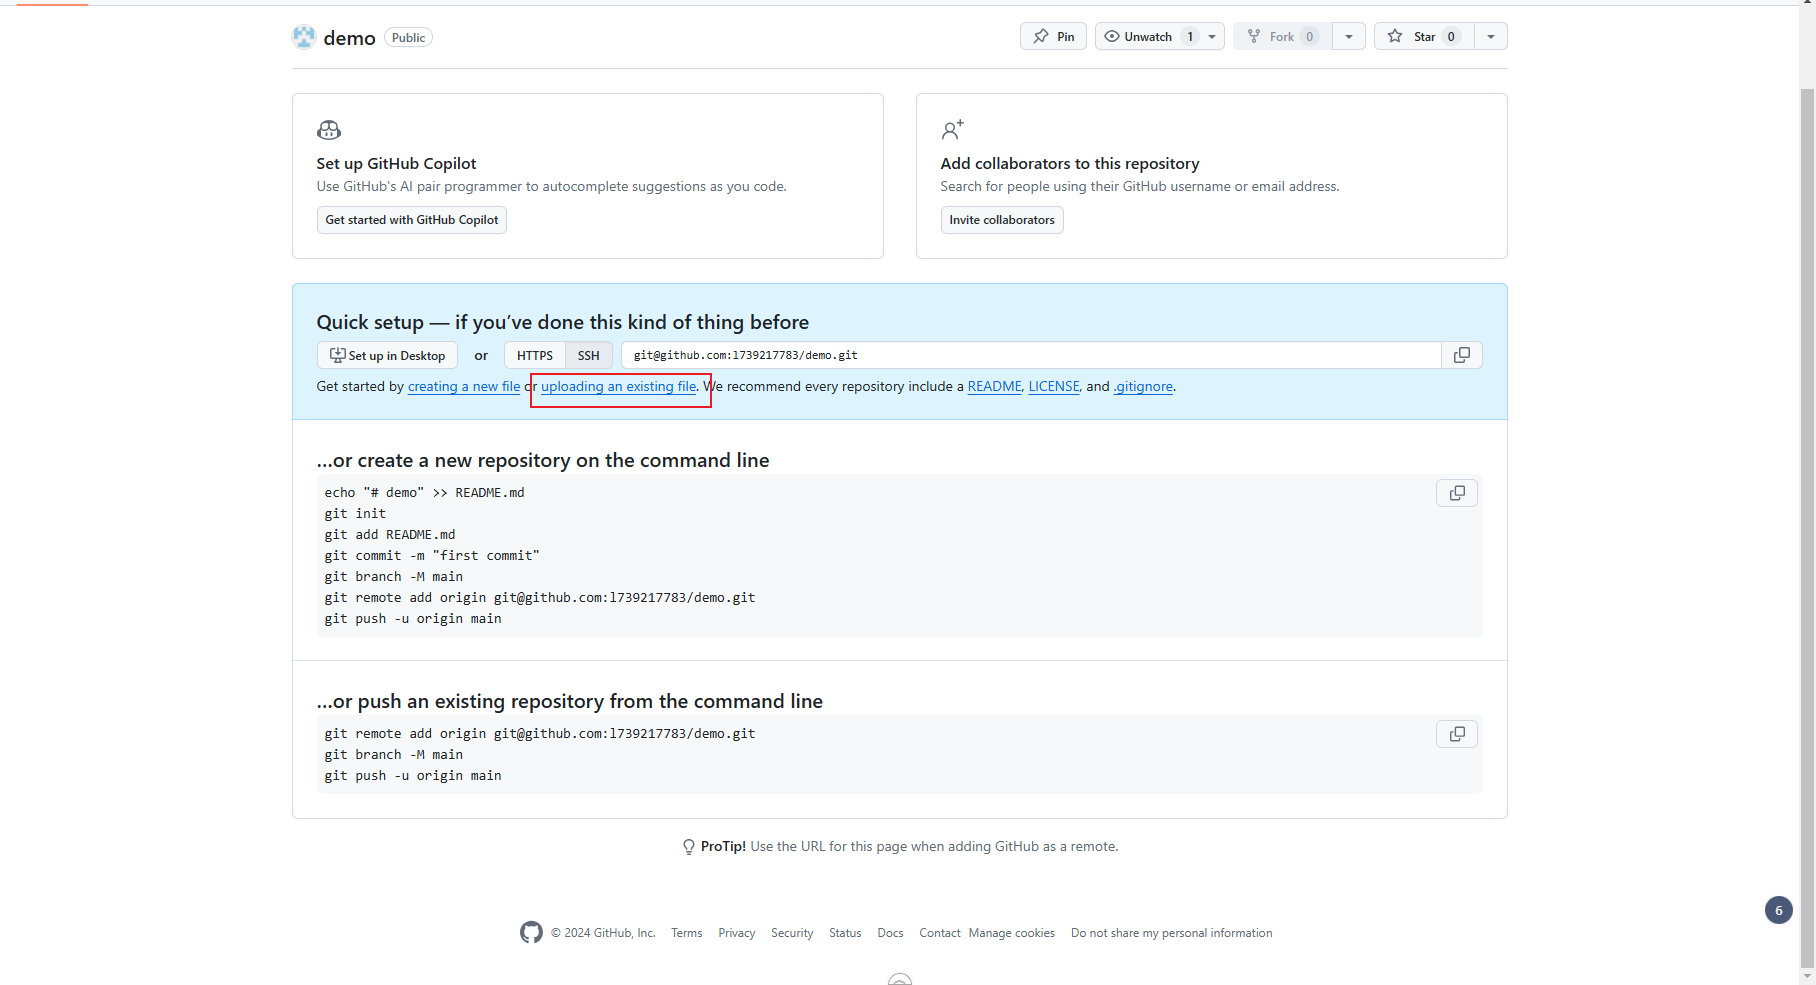 demo Public Pin Unwatch 1 Fork 0 Star 0
Set up GitHub Copilot
Use GitHub's AI pair programmer to autocomplete suggestions as you code.
Get started with GitHub Copilot
Add collaborators to this repository
Search for people using their GitHub username or email address.
Invite collaborators
Quick setup — if you’ve done this kind of thing before
Set up in Desktop or HTTPS SSH git@github.com:l739217783/demo.git
Get started by creating a new file or uploading an existing file. We recommend every repository include a README, LICENSE, and .gitignore.
…or create a new repository on the command line
echo "# demo" >> README.md
git init
git add README.md
git commit -m "first commit"
git branch -M main
git remote add origin git@github.com:l739217783/demo.git
git push -u origin main
…or push an existing repository from the command line
git remote add origin git@github.com:l739217783/demo.git
git branch -M main
git push -u origin main
ProTip! Use the URL for this page when adding GitHub as a remote.
6
© 2024 GitHub, Inc. Terms Privacy Security Status Docs Contact Manage cookies Do not share my personal information